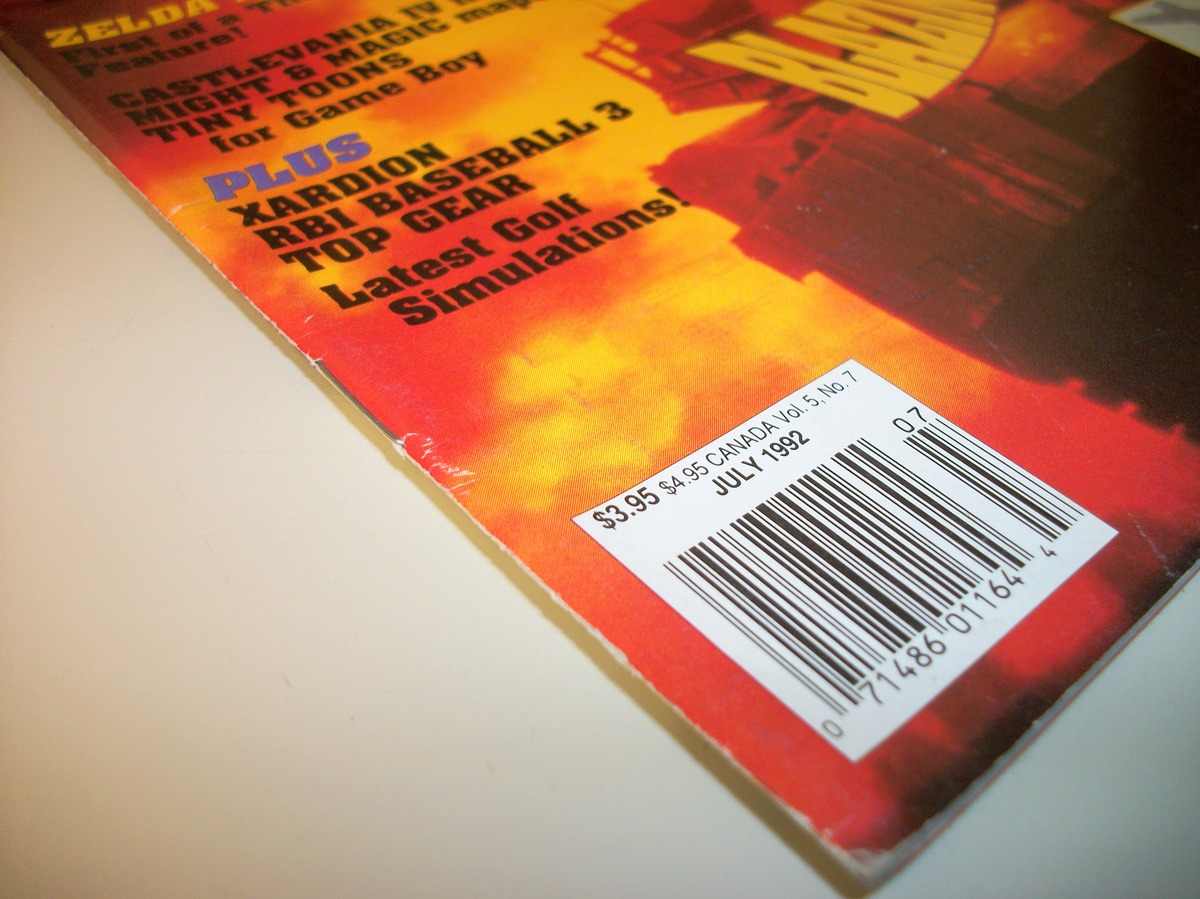 ZELDA
First of a Th
Feature!
CASTLEVANIA IV
MIGHT & MAGIC map
TINY TOONS
for Game Boy
PLUS
XARDION
RBI BASEBALL 3
TOP GEAR
Latest Golf
Simulations!
$3.95 $4.95 CANADA Vol. 5, No. 7
JULY 1992
07
0 71486 01164 4